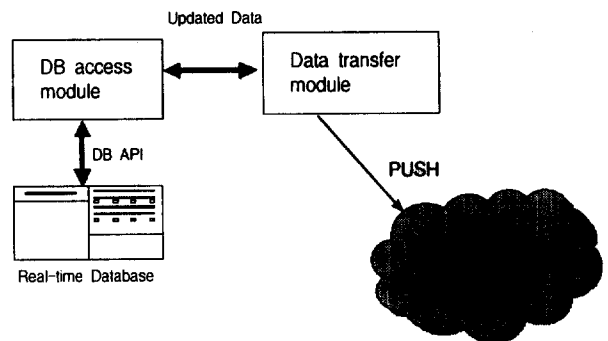 Updated Data
DB access
module
Data transfer
module
DB API
PUSH
Real-time Database